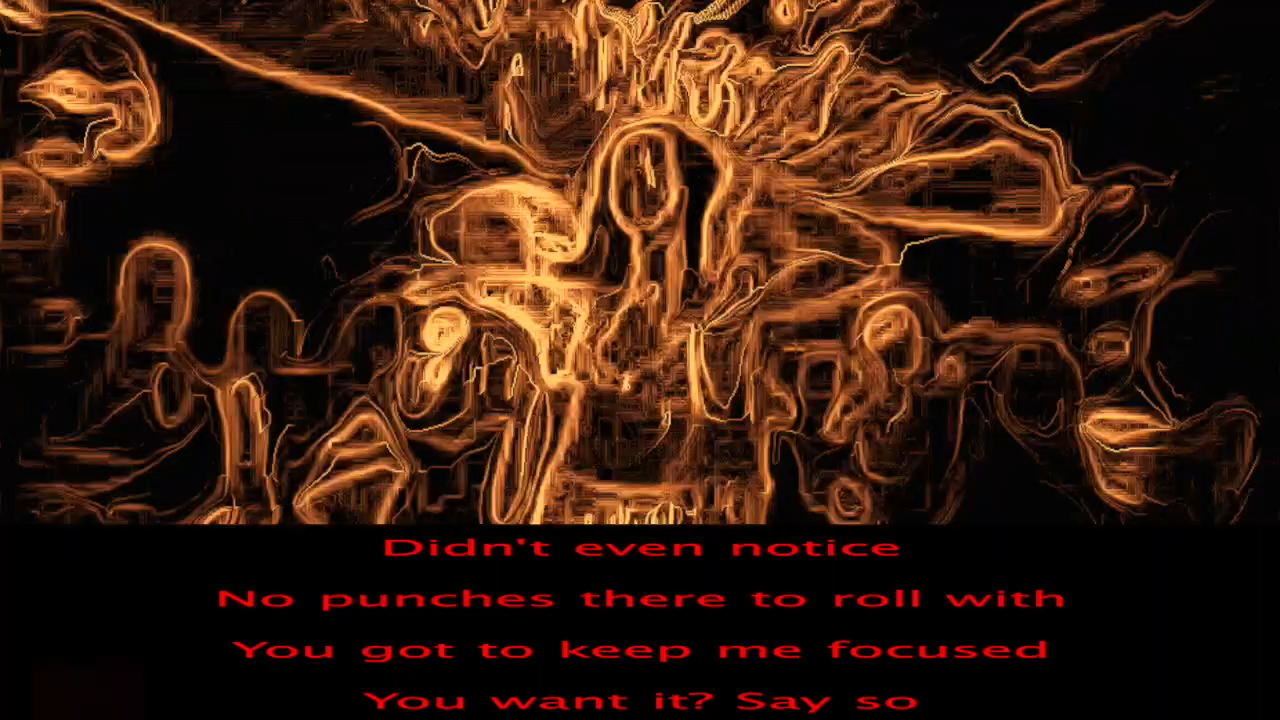 Didn't even notice
No punches there to roll with
You got to keep me focused
You want it? Say so